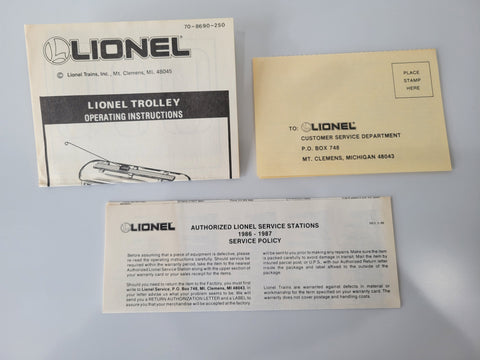 70-8690-250
LIONEL
© Lionel Trains, Inc., Mt. Clemens, MI. 48045
LIONEL TROLLEY
OPERATING INSTRUCTIONS
PLACE
STAMP
HERE
TO: LIONEL
CUSTOMER SERVICE DEPARTMENT
P.O. BOX 748
MT. CLEMENS, MICHIGAN 48043
LIONEL
AUTHORIZED LIONEL SERVICE STATIONS
1986 - 1987
SERVICE POLICY
Before assuming that a piece of equipment is defective, please
re-read the operating instructions carefully. Should service be
required within the warranty period, take the item to the nearest
Authorized Lionel Service Station along with the upper section of
your warranty card or your sales receipt for the items.
Should you need to return the item to the Factory, you must first
write to Lionel Service, P.O. Box 748, Mt. Clemens, MI 48043. In
your letter advise us what your problem seems to be. We will
send you a RETURN AUTHORIZATION LETTER and a LABEL to
assure you that your merchandise will be accepted at the factory.
will be sent to you prior to making any repairs. Make sure the item
is packed carefully to avoid damage in transit. Mail the item by
insured parcel post, or U.P.S., with our Authorized Return letter
inside the package and label affixed to the outside of the
package.
Lionel Trains are warranted against defects in material or
workmanship for the item as specified on your warranty card. The
warranty does not cover postage and handling costs.